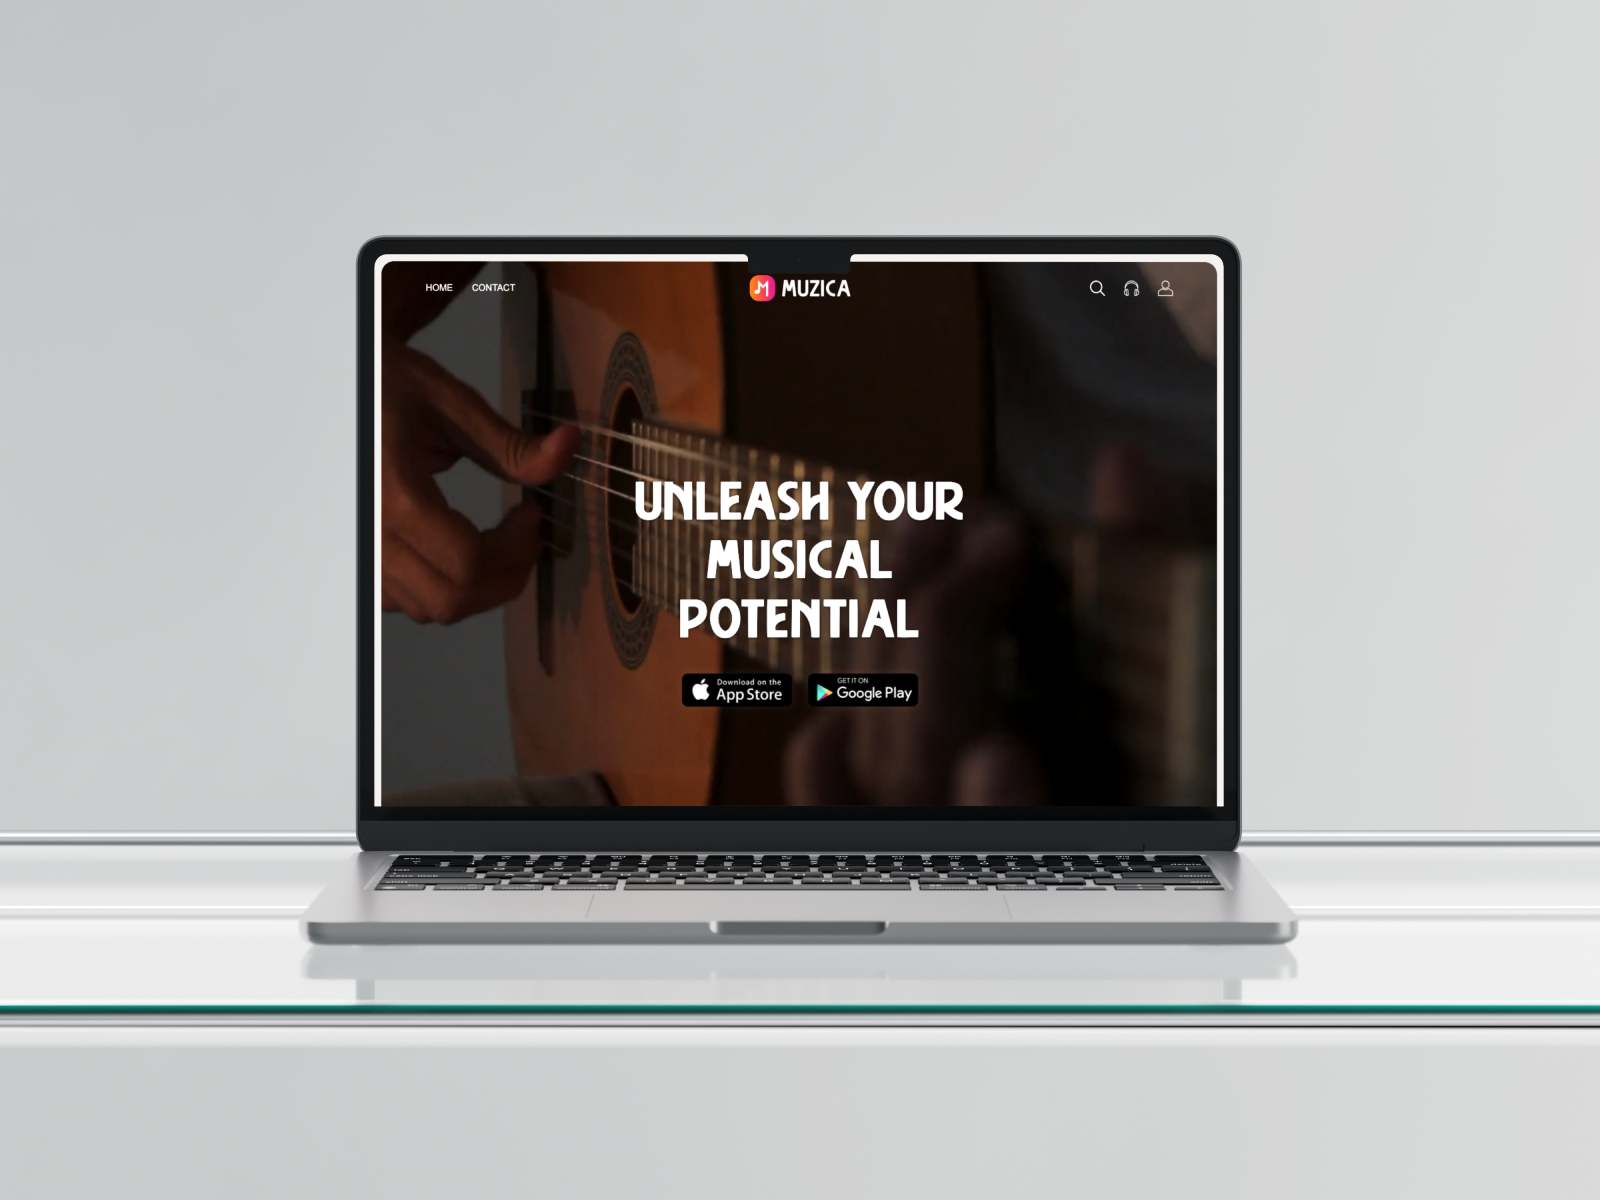 HOME CONTACT MUZICA
UNLEASH YOUR
MUSICAL
POTENTIAL
Download on the
App Store
GET IT ON
Google Play